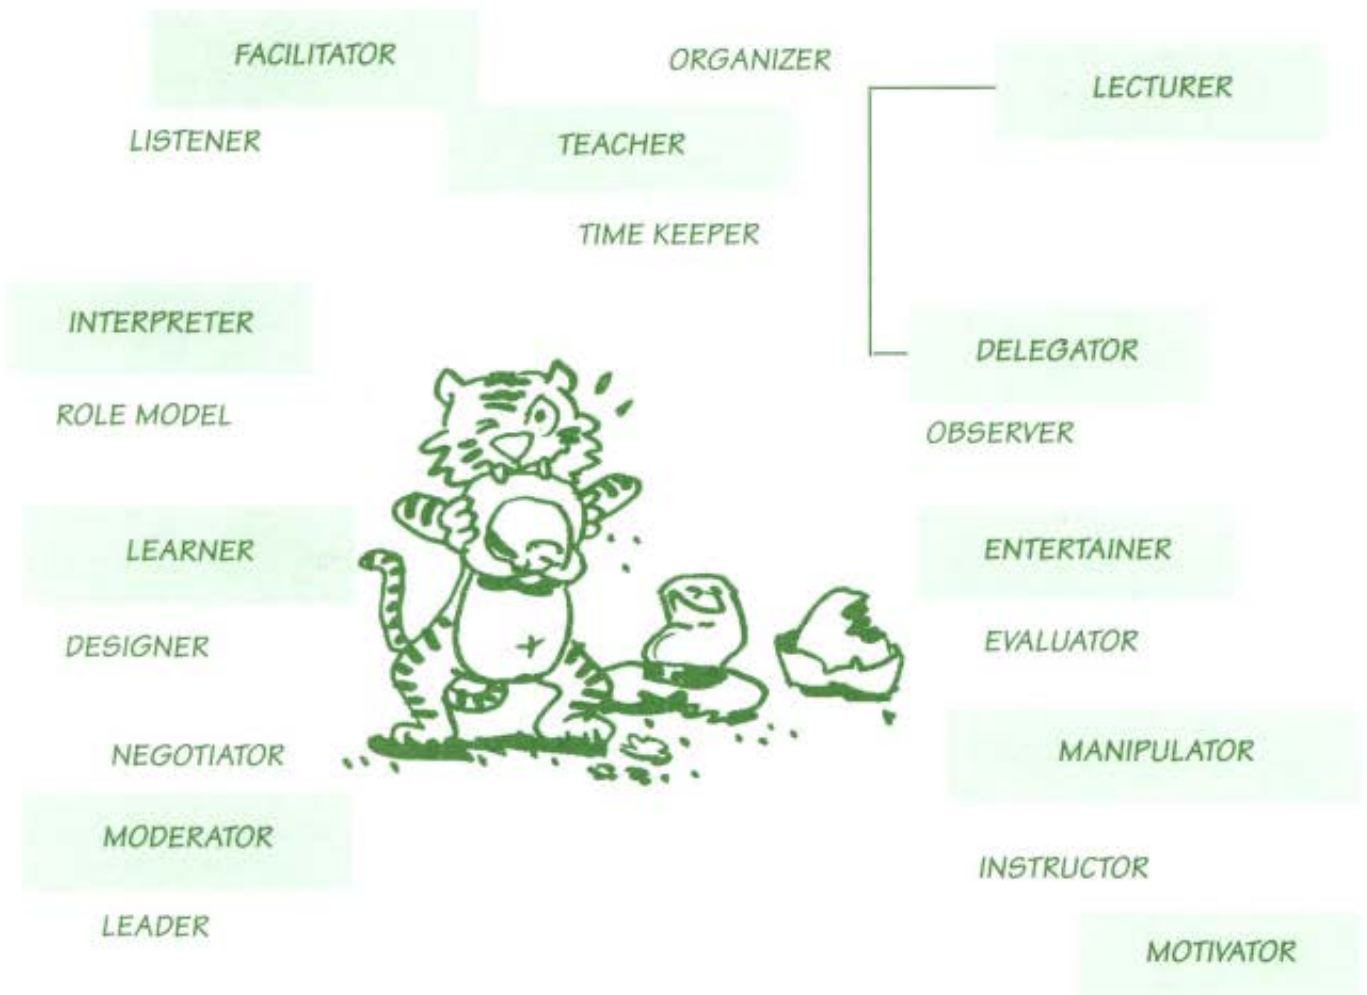 FACILITATOR
ORGANIZER
LECTURER
LISTENER
TEACHER
TIME KEEPER
INTERPRETER
DELEGATOR
ROLE MODEL
OBSERVER
LEARNER
ENTERTAINER
DESIGNER
EVALUATOR
NEGOTIATOR
MANIPULATOR
MODERATOR
INSTRUCTOR
LEADER
MOTIVATOR